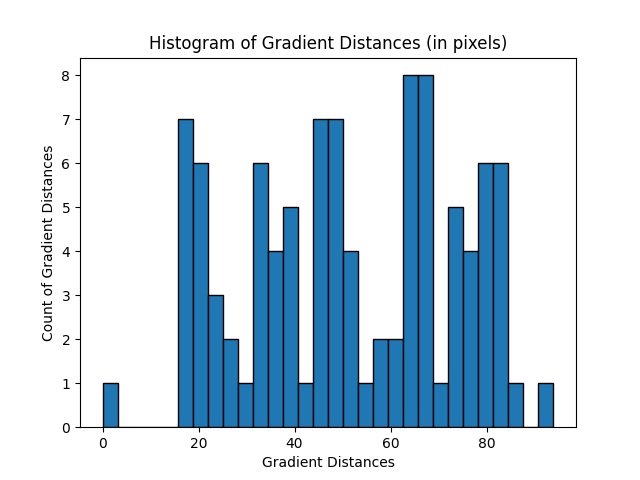 Histogram of Gradient Distances (in pixels)
8
7
6
5
4
3
2
1
0
Count of Gradient Distances
0 20 40 60 80
Gradient Distances